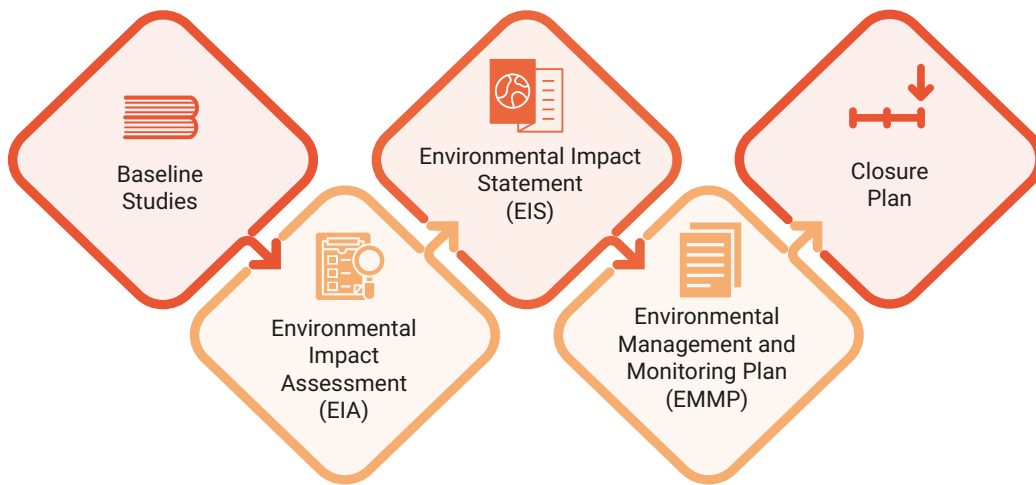 Baseline
Studies
Environmental
Impact
Assessment
(EIA)
Environmental Impact
Statement
(EIS)
Environmental
Management and
Monitoring Plan
(EMMP)
Closure
Plan